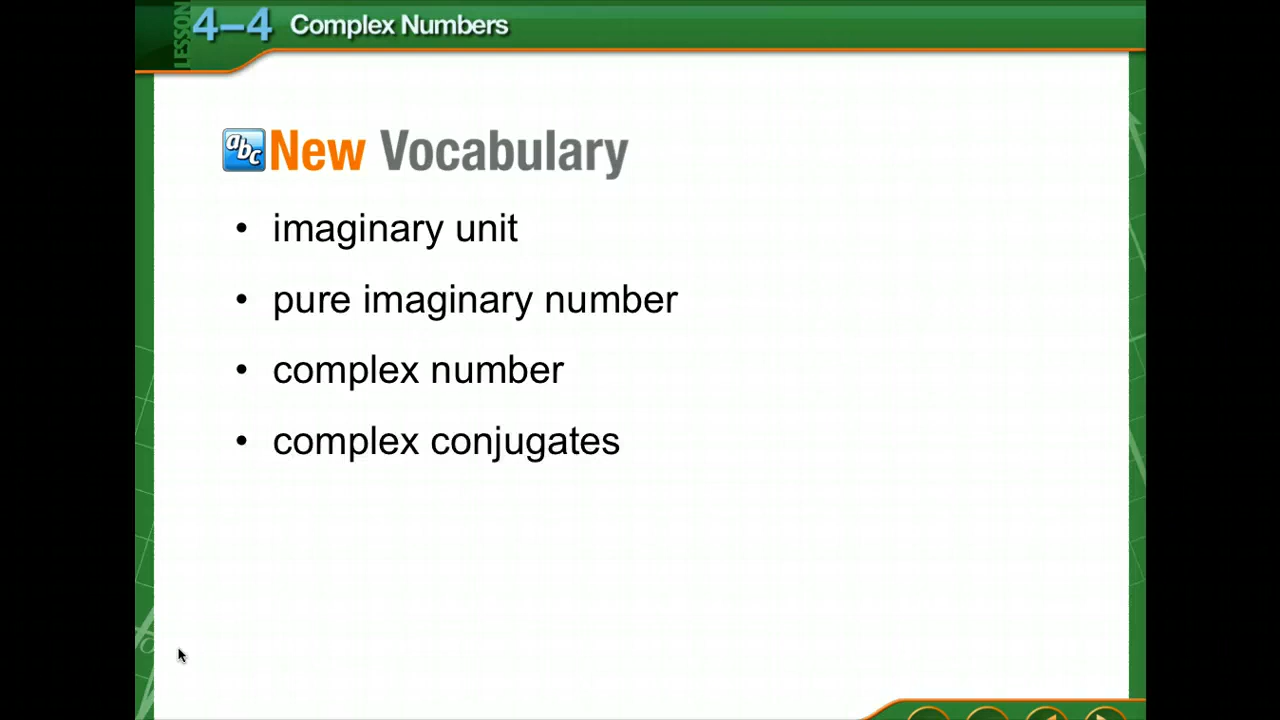 LESSON 4–4 Complex Numbers
abc New Vocabulary
• imaginary unit
• pure imaginary number
• complex number
• complex conjugates